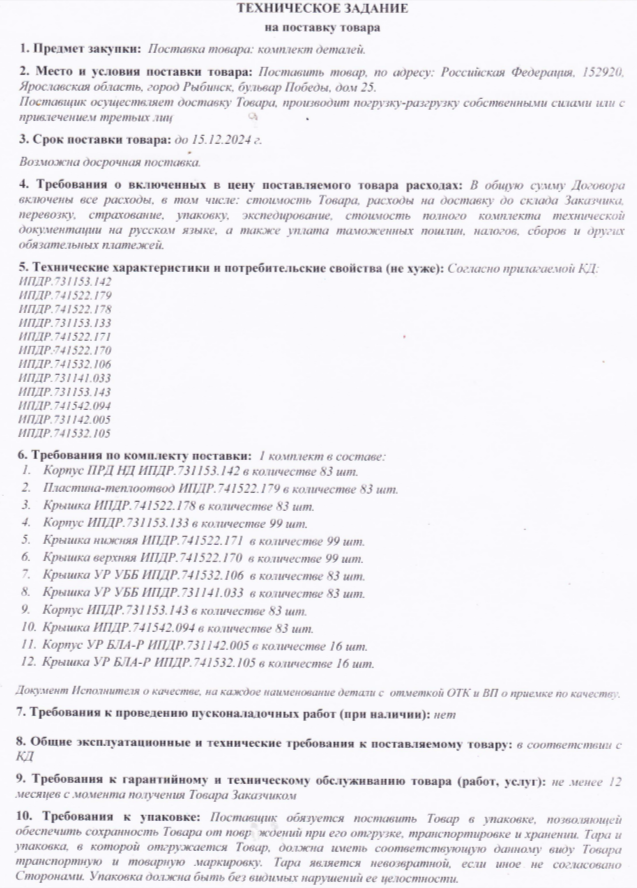 ТЕХНИЧЕСКОЕ ЗАДАНИЕ
на поставку товара
1. Предмет закупки: Поставка товара: комплект деталей.
2. Место и условия поставки товара: Поставить товар, по адресу: Российская Федерация, 152920,
Ярославская область, город Рыбинск, бульвар Победы, дом 25.
Поставщик осуществляет доставку Товара, производит погрузку-разгрузку собственными силами или с
привлечением третьих лиц
3. Срок поставки товара: до 15.12.2024 г.
Возможна досрочная поставка.
4. Требования о включенных в цену поставляемого товара расходах: В общую сумму Договора
включены все расходы, в том числе: стоимость Товара, расходы на доставку до склада Заказчика,
перевозку, страхование, упаковку, экспедирование, стоимость полного комплекта технической
документации на русском языке, а также уплата таможенных пошлин, налогов, сборов и других
обязательных платежей.
5. Технические характеристики и потребительские свойства (не хуже): Согласно прилагаемой КД:
ИПДР.731153.142
ИПДР.741522.179
ИПДР.741522.178
ИПДР.731153.133
ИПДР.741522.171
ИПДР.741522.170
ИПДР.741532.106
ИПДР.731141.033
ИПДР.731153.143
ИПДР.741542.094
ИПДР.731142.005
ИПДР.741532.105
6. Требования по комплекту поставки: 1 комплект в составе:
1. Корпус ПРД НД ИПДР.731153.142 в количестве 83 шт.
2. Пластина-теплоотвод ИПДР.741522.179 в количестве 83 шт.
3. Крышка ИПДР.741522.178 в количестве 83 шт.
4. Корпус ИПДР.731153.133 в количестве 99 шт.
5. Крышка нижняя ИПДР.741522.171 в количестве 99 шт.
6. Крышка верхняя ИПДР.741522.170 в количестве 99 шт.
7. Крышка УР УББ ИПДР.741532.106 в количестве 83 шт.
8. Крышка УР УББ ИПДР.731141.033 в количестве 83 шт.
9. Корпус ИПДР.731153.143 в количестве 83 шт.
10. Крышка ИПДР.741542.094 в количестве 83 шт.
11. Корпус УР БЛА-Р ИПДР.731142.005 в количестве 16 шт.
12. Крышка УР БЛА-Р ИПДР.741532.105 в количестве 16 шт.
Документ Исполнителя о качестве, на каждое наименование детали с отметкой ОТК и ВП о приемке по качеству.
7. Требования к проведению пусконаладочных работ (при наличии): нет
8. Общие эксплуатационные и технические требования к поставляемому товару: в соответствии с
КД
9. Требования к гарантийному и техническому обслуживанию товара (работ, услуг): не менее 12
месяцев с момента получения Товара Заказчиком
10. Требования к упаковке: Поставщик обязуется поставить Товар в упаковке, позволяющей
обеспечить сохранность Товара от повр ждений при его отгрузке, транспортировке и хранении. Тара и
упаковка, в которой отгружается Товар, должна иметь соответствующую данному виду Товара
транспортную и товарную маркировку. Тара является невозвратной, если иное не согласовано
Сторонами. Упаковка должна быть без видимых нарушений ее целостности.